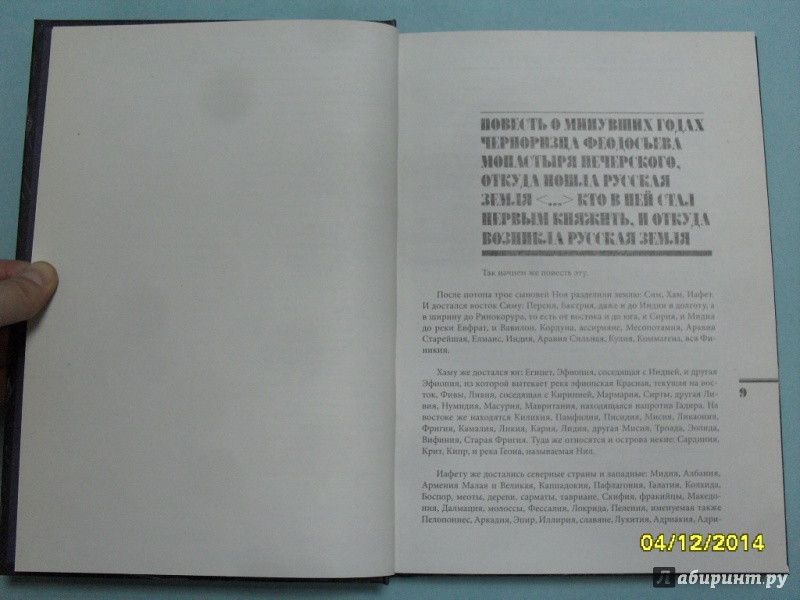 ПОВЕСТЬ О МИНУВШИХ ГОДАХ
ЧЕРНОРИЗЦА ФЕОДОСЬЕВА
МОНАСТЫРЯ ПЕЧЕРСКОГО,
ОТКУДА ПОШЛА РУССКАЯ
ЗЕМЛЯ <...> КТО В НЕЙ СТАЛ
ПЕРВЫМ КНЯЖИТЬ, И ОТКУДА
ВОЗНИКЛА РУССКАЯ ЗЕМЛЯ
Так начнем же повесть эту.
После потопа трое сыновей Ноя разделили землю: Сим, Хам, Иафет.
И достался восток Симу: Персия, Бактрия, даже и до Индии в долготу, а
в ширину до Ринокорура, то есть от востока и до юга, и Сирия, и Мидия
до реки Евфрат, и Вавилон, Кордуна, ассирияне, Месопотамия, Аравия
Старейшая, Елмаис, Индия, Аравия Сильная, Кулия, Коммагена, вся Фи-
никия.
Хаму же достался юг: Египет, Эфиопия, соседящая с Индией, и другая
Эфиопия, из которой вытекает река эфиопская Красная, текущая на вос-
ток, Фивы, Ливия, соседящая с Киринией, Мармария, Сирты, другая Ли-
вия, Нумидия, Масурия, Мавритания, находящаяся напротив Гадира. На
востоке же находятся Киликия, Памфилия, Писидия, Мисия, Ликаония,
Фригия, Камалия, Ликия, Кария, Лидия, другая Мисия, Троада, Эолида,
Вифиния, Старая Фригия. Туда же относятся и острова некие: Сардиния,
Крит, Кипр, и река Геона, называемая Нил.
9
Иафету же достались северные страны и западные: Мидия, Албания,
Армения Малая и Великая, Каппадокия, Пафлагония, Галатия, Колхида,
Боспор, меоты, дереви, сарматы, тавриане, Скифия, фракийцы, Македо-
ния, Далмация, молоссы, Фессалия, Локрида, Пеления, именуемая также
Пелопоннес, Аркадия, Эпир, Иллирия, славяне, Лухития, Адриакия, Адри-
04/12/2014
Лабиринт.ру